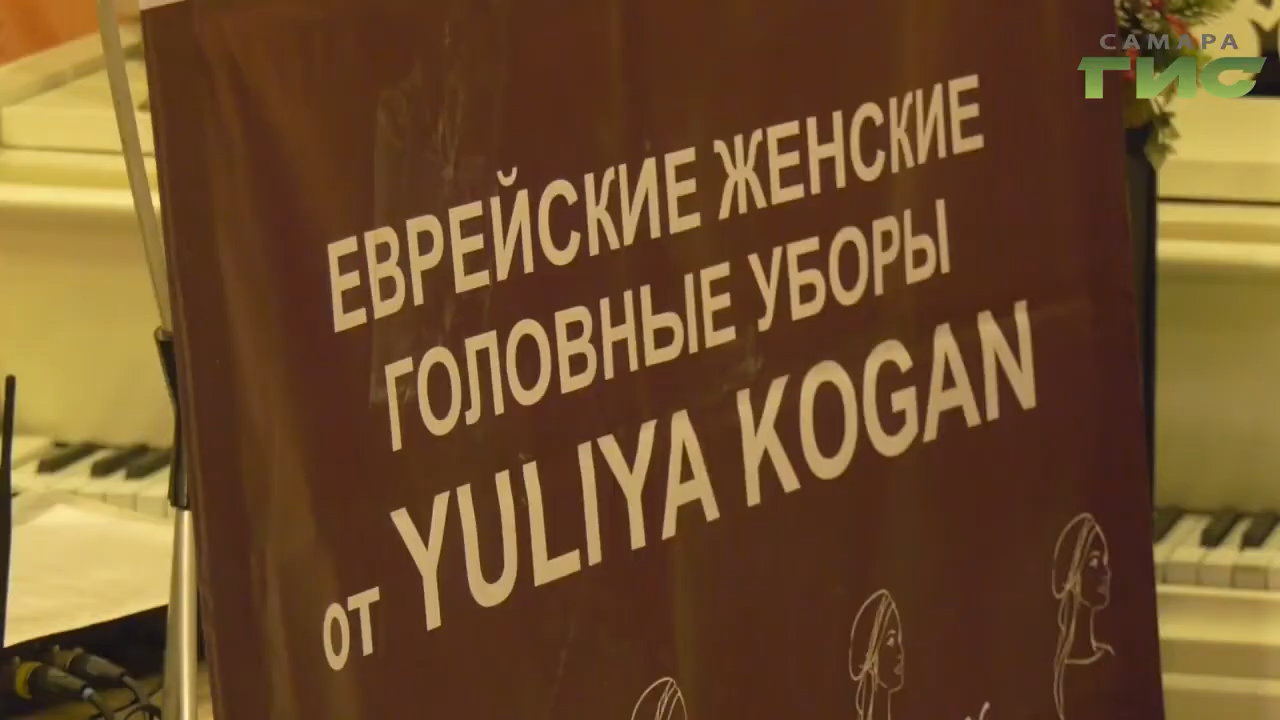 САМАРА
ГИС
ЕВРЕЙСКИЕ ЖЕНСКИЕ
ГОЛОВНЫЕ УБОРЫ
от YULIYA KOGAN